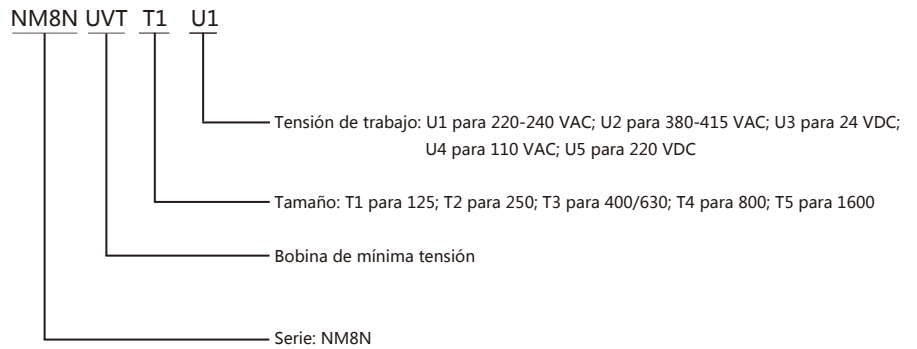 NM8N UVT T1 U1
Tensión de trabajo: U1 para 220-240 VAC; U2 para 380-415 VAC; U3 para 24 VDC;
U4 para 110 VAC; U5 para 220 VDC
Tamaño: T1 para 125; T2 para 250; T3 para 400/630; T4 para 800; T5 para 1600
Bobina de mínima tensión
Serie: NM8N